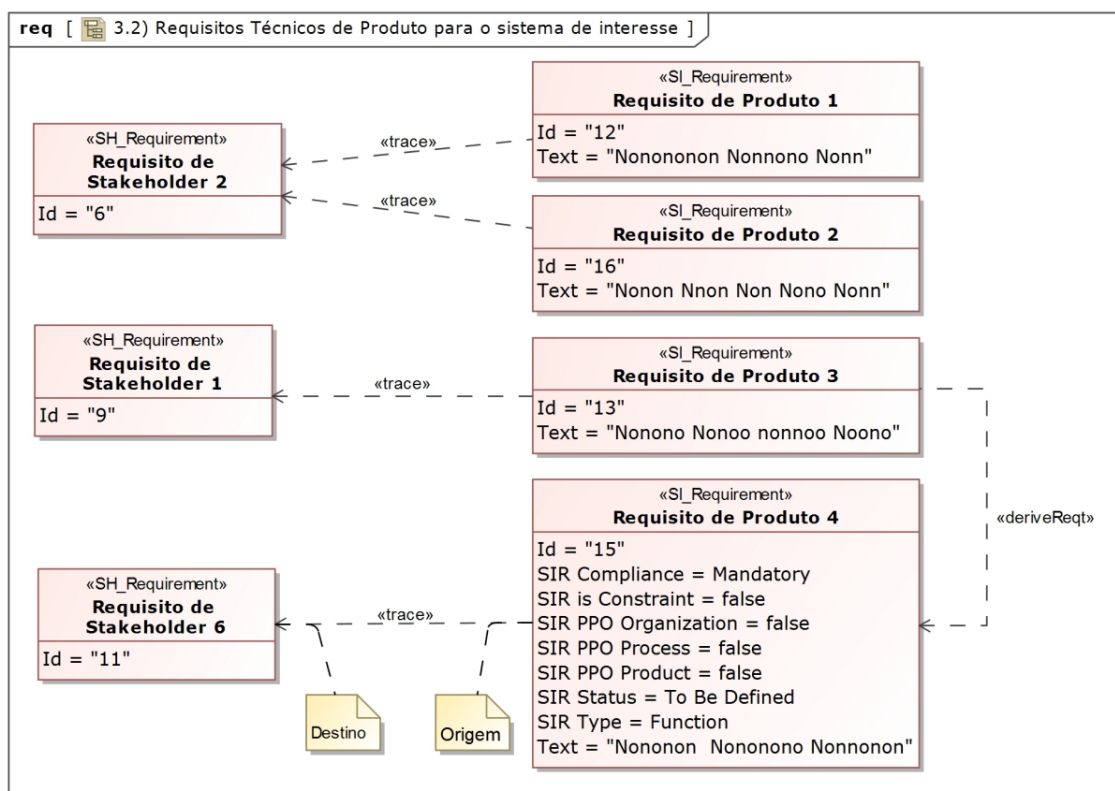 req [ 3.2) Requisitos Técnicos de Produto para o sistema de interesse ]
«SH_Requirement»
Requisito de
Stakeholder 2
Id = "6"
«trace»
«trace»
«SI_Requirement»
Requisito de Produto 1
Id = "12"
Text = "Nonononon Nonnono Nonn"
«SI_Requirement»
Requisito de Produto 2
Id = "16"
Text = "Nonon Nnon Non Nono Nonn"
«SH_Requirement»
Requisito de
Stakeholder 1
Id = "9"
«trace»
«SI_Requirement»
Requisito de Produto 3
Id = "13"
Text = "Nonono Nonoo nonnoo Noono"
«deriveReqt»
«SH_Requirement»
Requisito de
Stakeholder 6
Id = "11"
«trace»
Destino
Origem
«SI_Requirement»
Requisito de Produto 4
Id = "15"
SIR Compliance = Mandatory
SIR is Constraint = false
SIR PPO Organization = false
SIR PPO Process = false
SIR PPO Product = false
SIR Status = To Be Defined
SIR Type = Function
Text = "Nononon  Nononono Nonnonon"